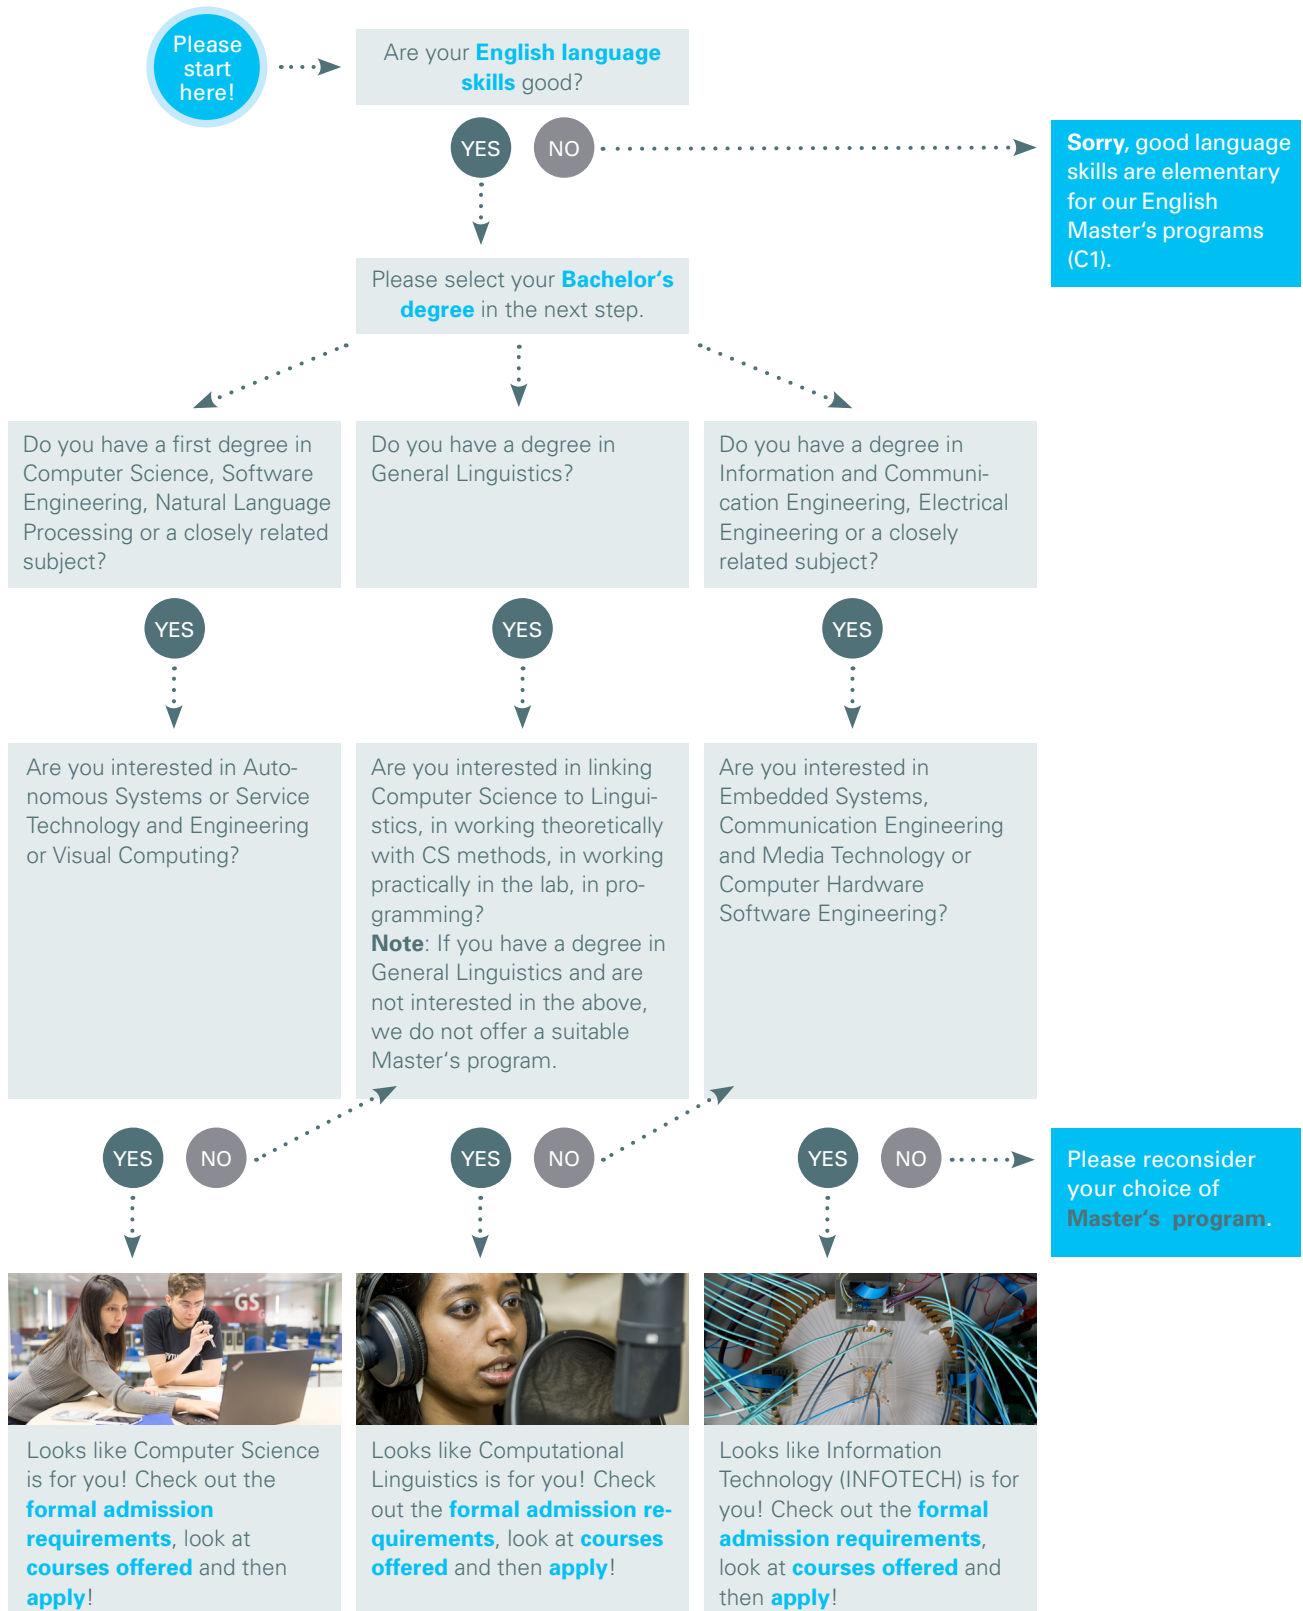 Please
start
here!
Are your English language
skills good?
YES
NO
Sorry, good language
skills are elementary
for our English
Master‘s programs
(C1).
Please select your Bachelor‘s
degree in the next step.
Do you have a first degree in
Computer Science, Software
Engineering, Natural Language
Processing or a closely related
subject?
Do you have a degree in
General Linguistics?
Do you have a degree in
Information and Communi-
cation Engineering, Electrical
Engineering or a closely
related subject?
YES
YES
YES
Are you interested in Auto-
nomous Systems or Service
Technology and Engineering
or Visual Computing?
Are you interested in linking
Computer Science to Lingui-
stics, in working theoretically
with CS methods, in working
practically in the lab, in pro-
gramming?
Note: If you have a degree in
General Linguistics and are
not interested in the above,
we do not offer a suitable
Master‘s program.
Are you interested in
Embedded Systems,
Communication Engineering
and Media Technology or
Computer Hardware
Software Engineering?
YES
NO
YES
NO
YES
NO
Please reconsider
your choice of
Master‘s program.
GS
Looks like Computer Science
is for you! Check out the
formal admission
requirements, look at
courses offered and then
apply!
Looks like Computational
Linguistics is for you! Check
out the formal admission re-
quirements, look at courses
offered and then apply!
Looks like Information
Technology (INFOTECH) is for
you! Check out the formal
admission requirements,
look at courses offered and
then apply!